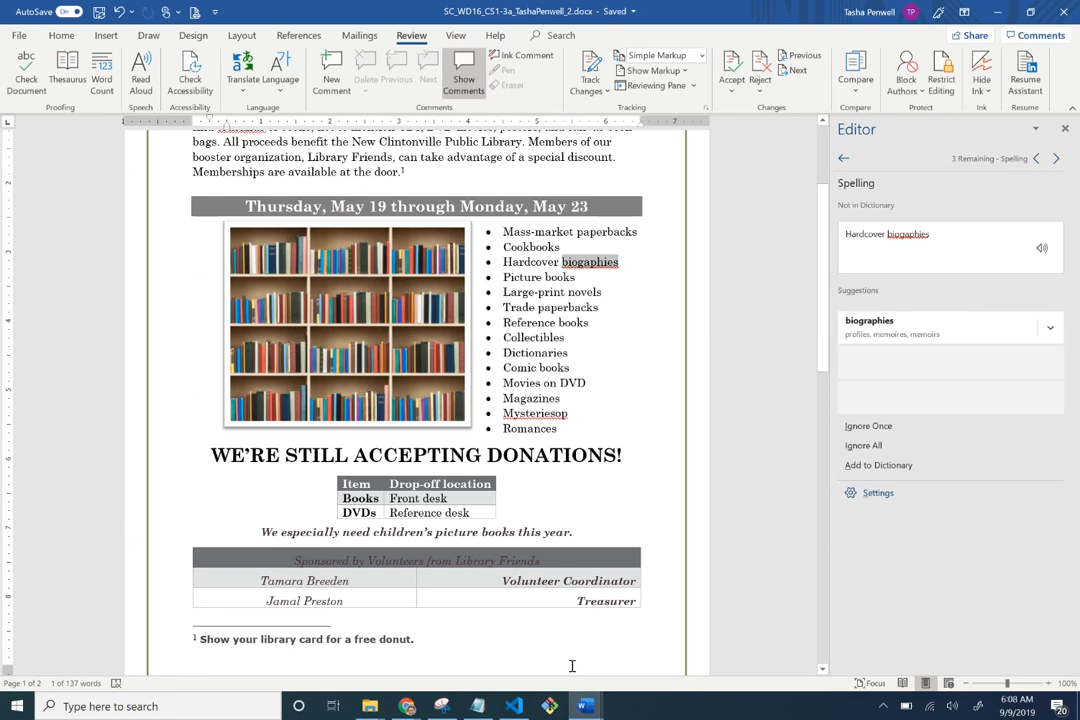 AutoSave On
SC_WD16_CS1-3a_TashaPenwell_2.docx - Saved
Tasha Penwell TP
File Home Insert Draw Design Layout References Mailings Review View Help Search
Share Comments
Check Document
Thesaurus
Word Count
Read Aloud
Check Accessibility
Translate
Language
New Comment
Delete
Previous
Next
Show Comments
Ink Comment
Pen
Eraser
Track Changes
Simple Markup
Show Markup
Reviewing Pane
Accept
Reject
Previous
Next
Compare
Block Authors
Restrict Editing
Hide Ink
Resume Assistant
Proofing Speech Accessibility Language Comments Tracking Changes Compare Protect Ink Resume
bags. All proceeds benefit the New Clintonville Public Library. Members of our
booster organization, Library Friends, can take advantage of a special discount.
Memberships are available at the door.1
Thursday, May 19 through Monday, May 23
Mass-market paperbacks
Cookbooks
Hardcover biogaphies
Picture books
Large-print novels
Trade paperbacks
Reference books
Collectibles
Dictionaries
Comic books
Movies on DVD
Magazines
Mysteriesop
Romances
WE'RE STILL ACCEPTING DONATIONS!
Item Drop-off location
Books Front desk
DVDs Reference desk
We especially need children's picture books this year.
Sponsored by Volunteers from Library Friends
Tamara Breeden Volunteer Coordinator
Jamal Preston Treasurer
1 Show your library card for a free donut.
Editor
3 Remaining - Spelling
Spelling
Not in Dictionary
Hardcover biogaphies
Suggestions
biographies
profiles, memoires, memoirs
Ignore Once
Ignore All
Add to Dictionary
Settings
Page 1 of 2 1 of 137 words
Focus
100%
Type here to search
6:08 AM
9/9/2019
20